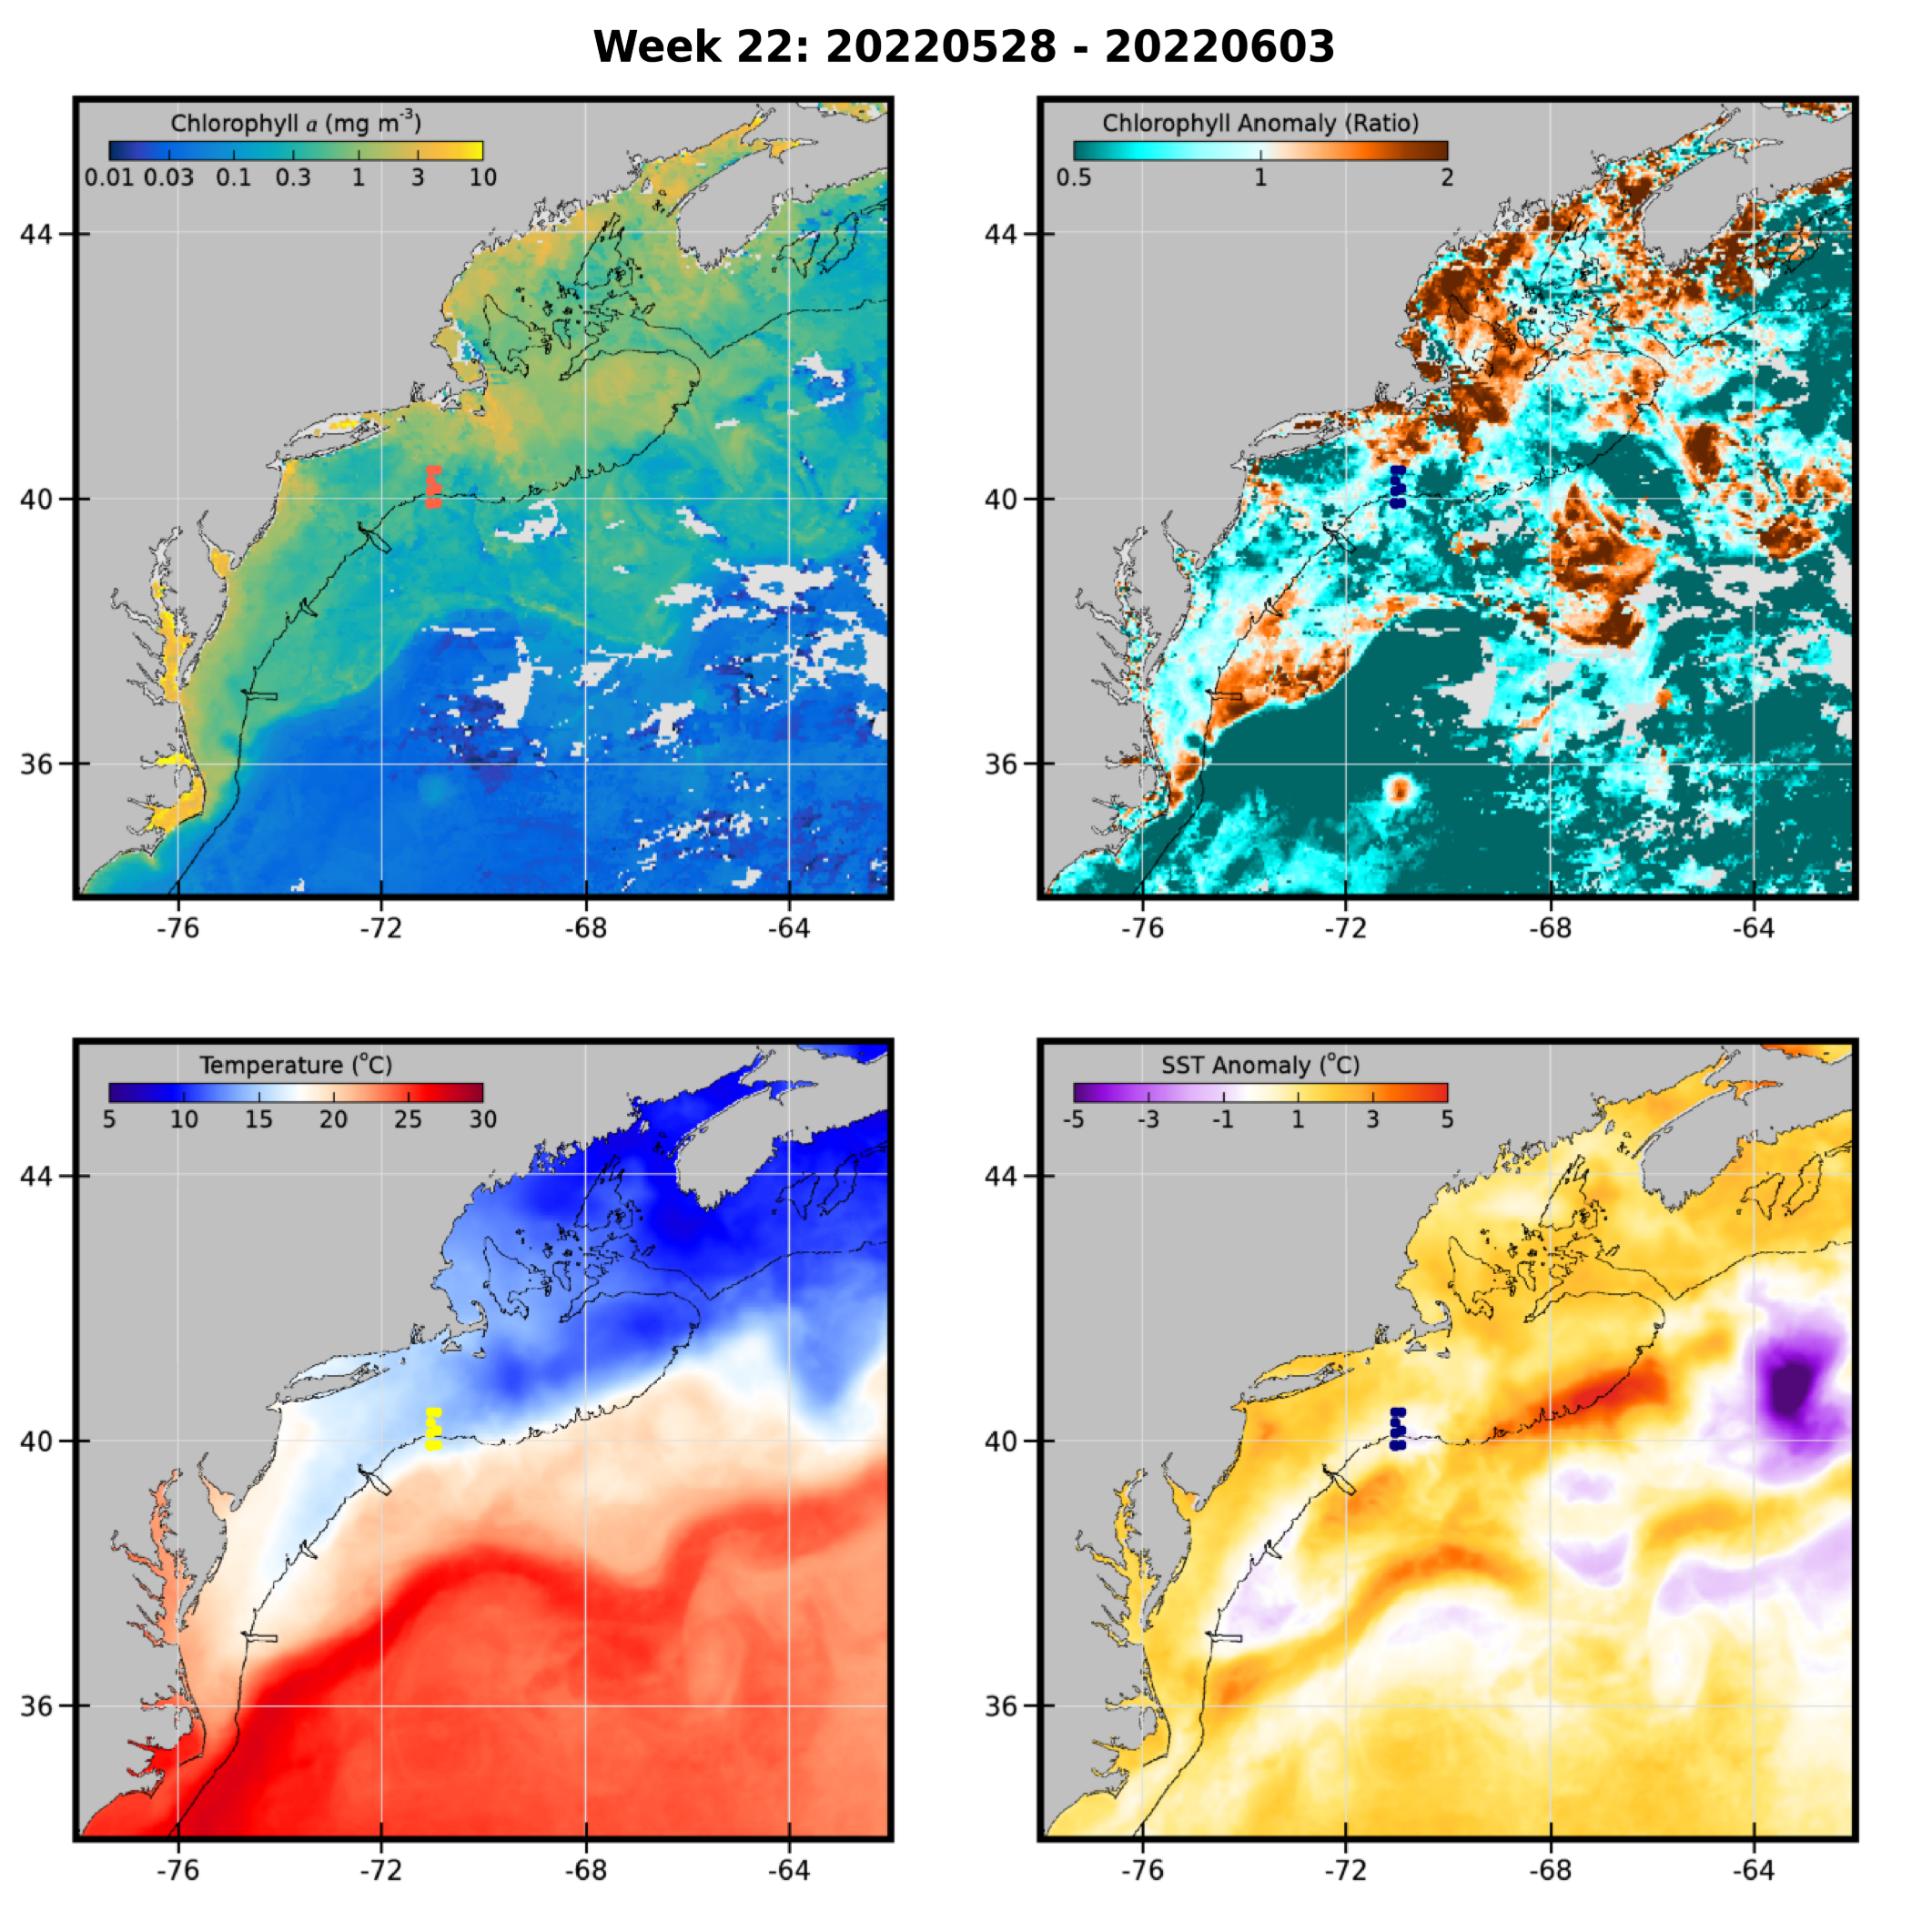 Week 22: 20220528 - 20220603
Chlorophyll a (mg m-3)
0.01 0.03 0.1 0.3 1 3 10
44
40
36
-76 -72 -68 -64
Chlorophyll Anomaly (Ratio)
0.5 1 2
44
40
36
-76 -72 -68 -64
Temperature (oC)
5 10 15 20 25 30
44
40
36
-76 -72 -68 -64
SST Anomaly (oC)
-5 -3 -1 1 3 5
44
40
36
-76 -72 -68 -64